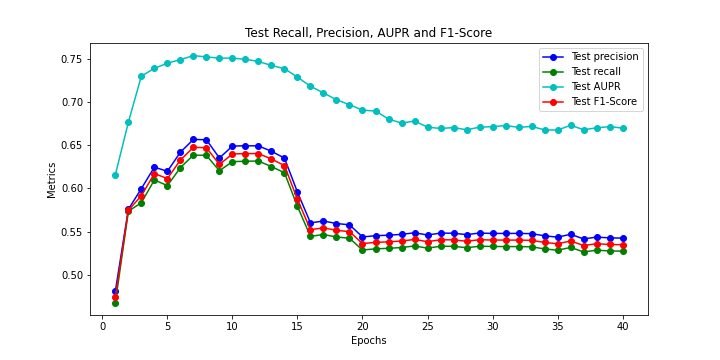 Test Recall, Precision, AUPR and F1-Score
Test precision
Test recall
Test AUPR
Test F1-Score
Metrics
0.75
0.70
0.65
0.60
0.55
0.50
0
5
10
15
20
25
30
35
40
Epochs